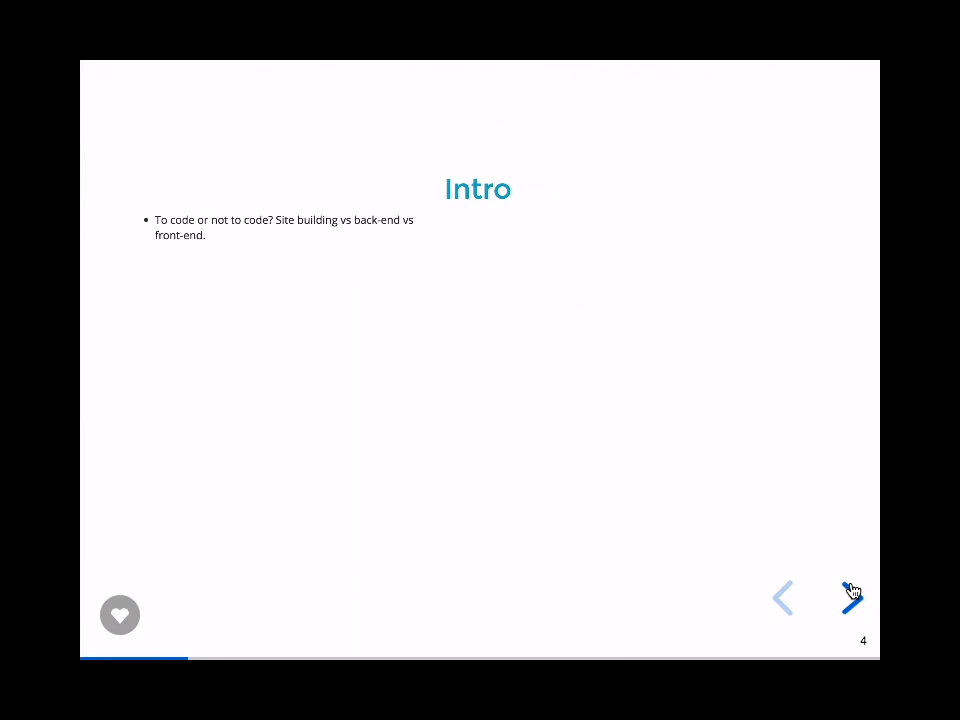 Intro
• To code or not to code? Site building vs back-end vs
front-end.
4